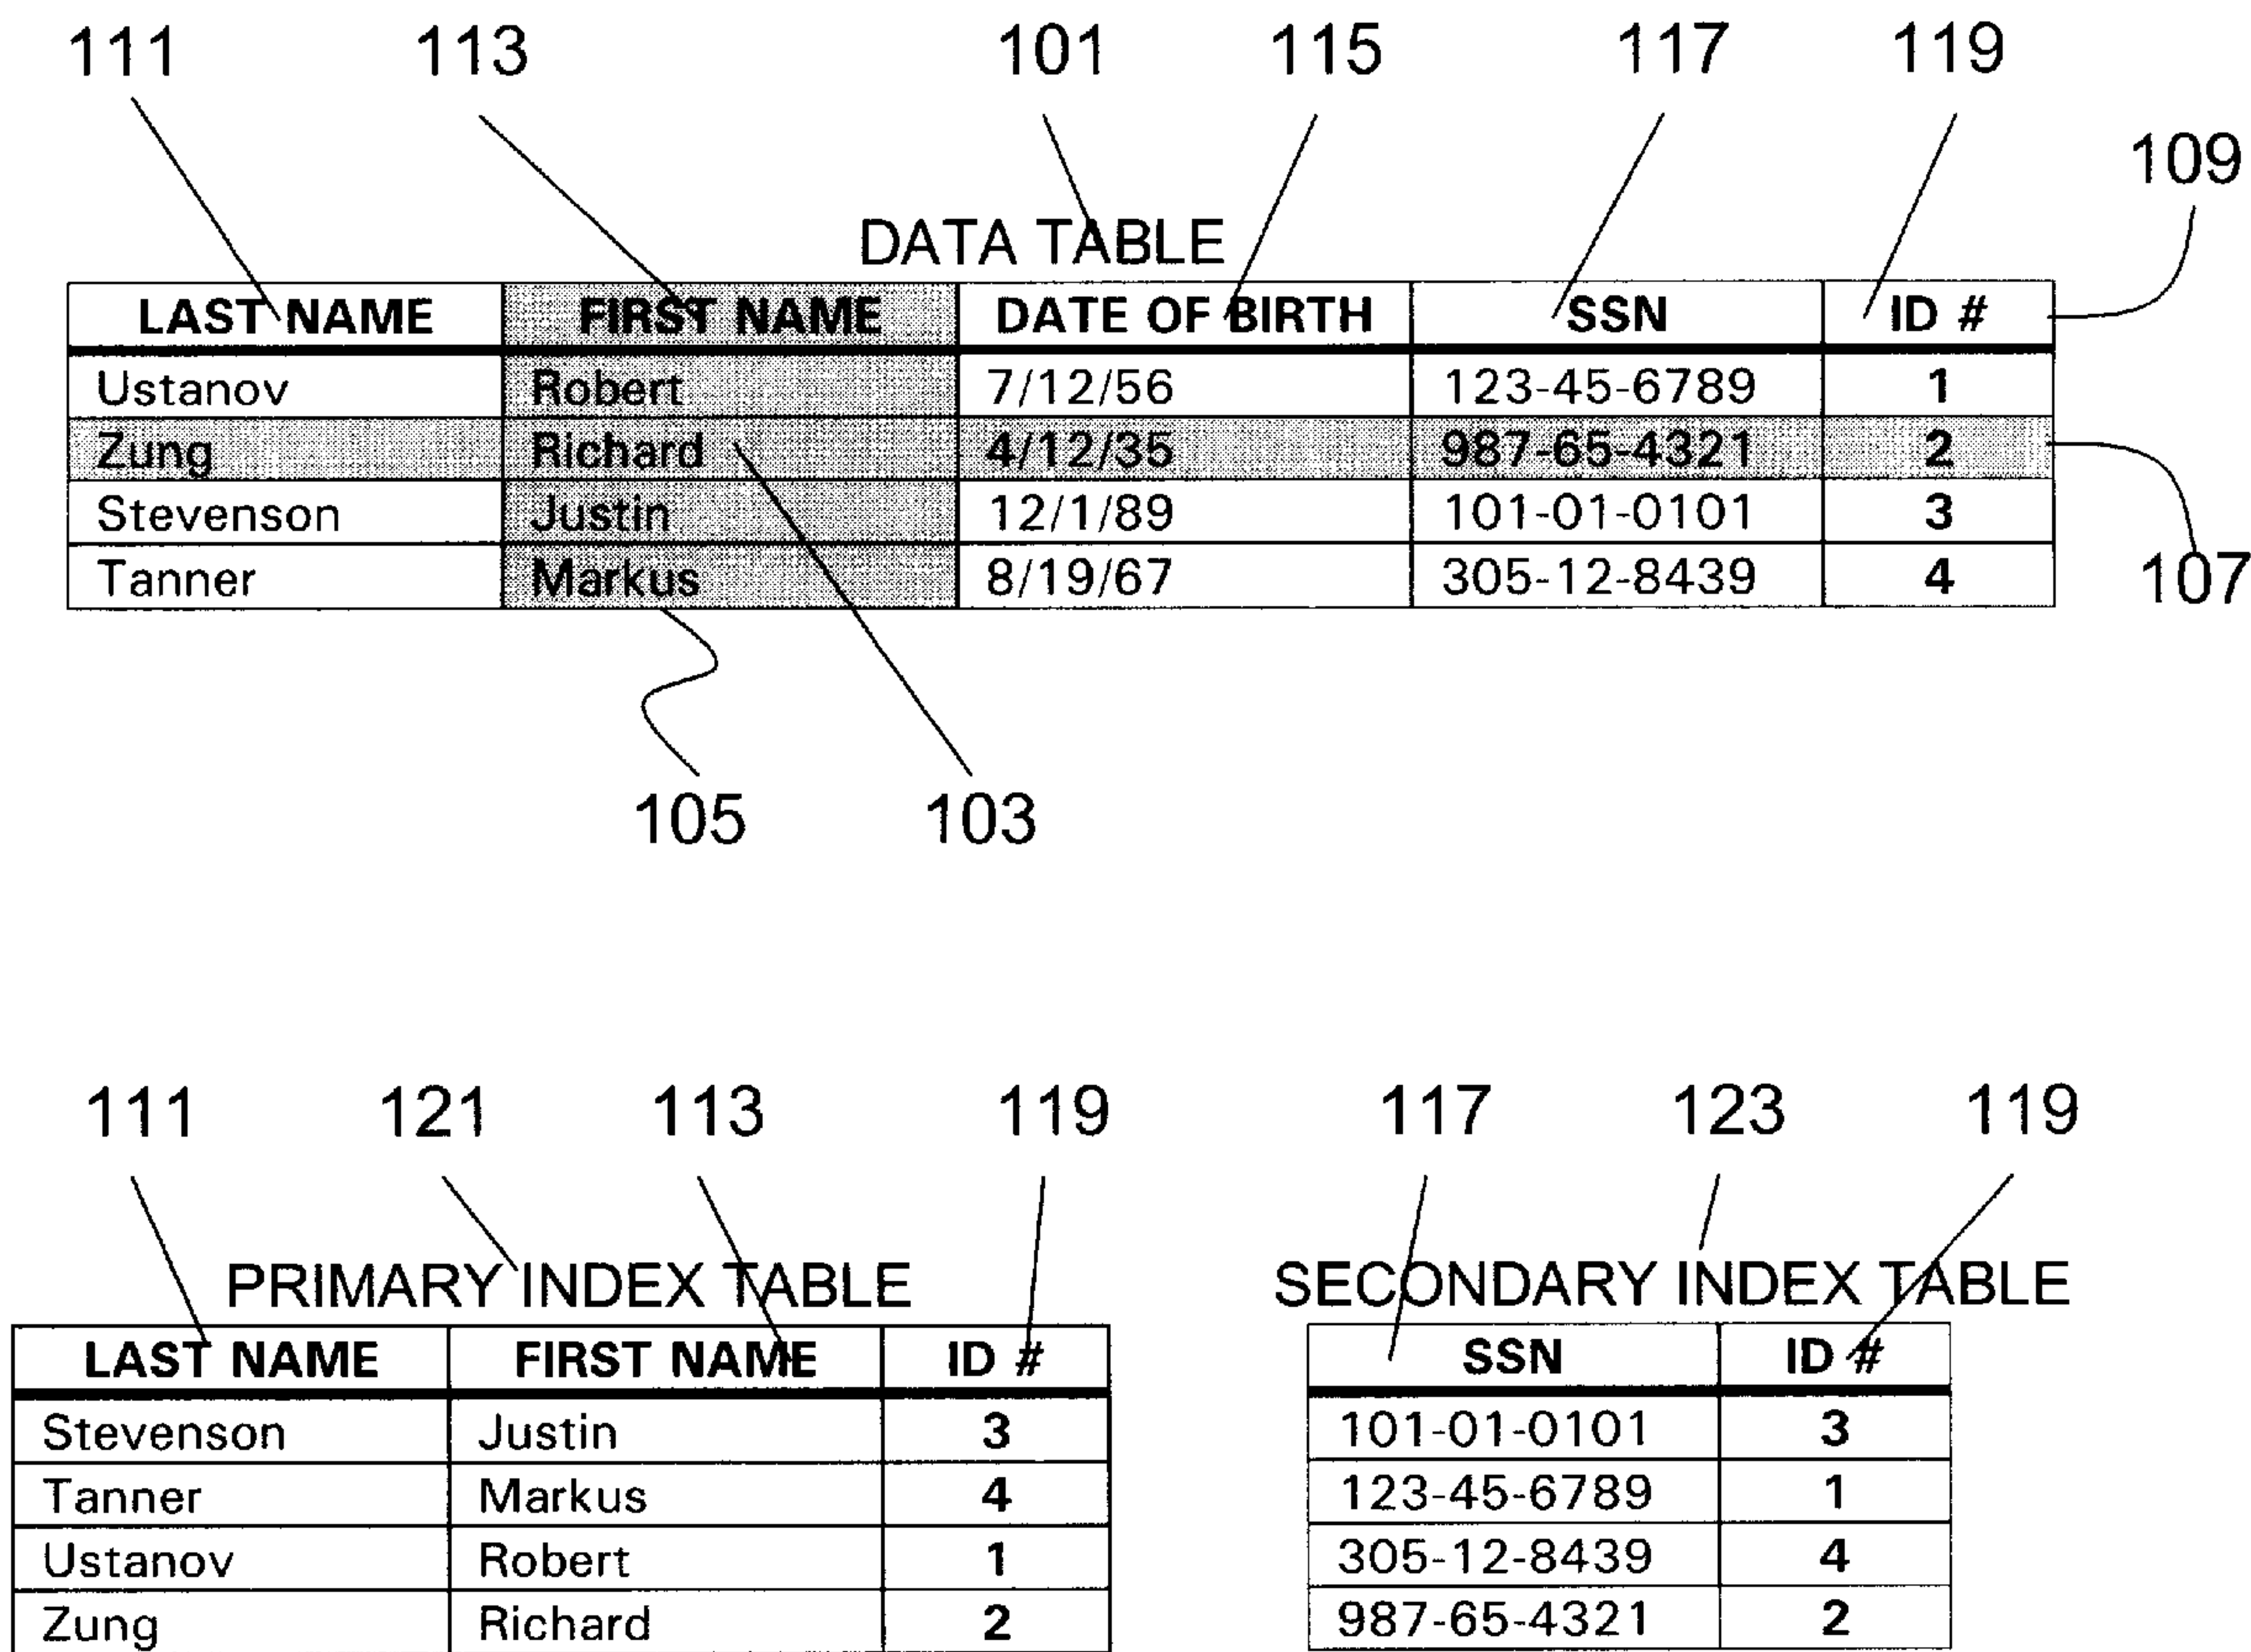 111 113 101 115 117 119
109
DATA TABLE
LAST NAME FIRST NAME DATE OF BIRTH SSN ID #
Ustanov Robert 7/12/56 123-45-6789 1
Zung Richard 4/12/35 987-65-4321 2
Stevenson Justin 12/1/89 101-01-0101 3
Tanner Markus 8/19/67 305-12-8439 4
107
105 103
111 121 113 119 117 123 119
PRIMARY INDEX TABLE
LAST NAME FIRST NAME ID #
Stevenson Justin 3
Tanner Markus 4
Ustanov Robert 1
Zung Richard 2
SECONDARY INDEX TABLE
SSN ID #
101-01-0101 3
123-45-6789 1
305-12-8439 4
987-65-4321 2